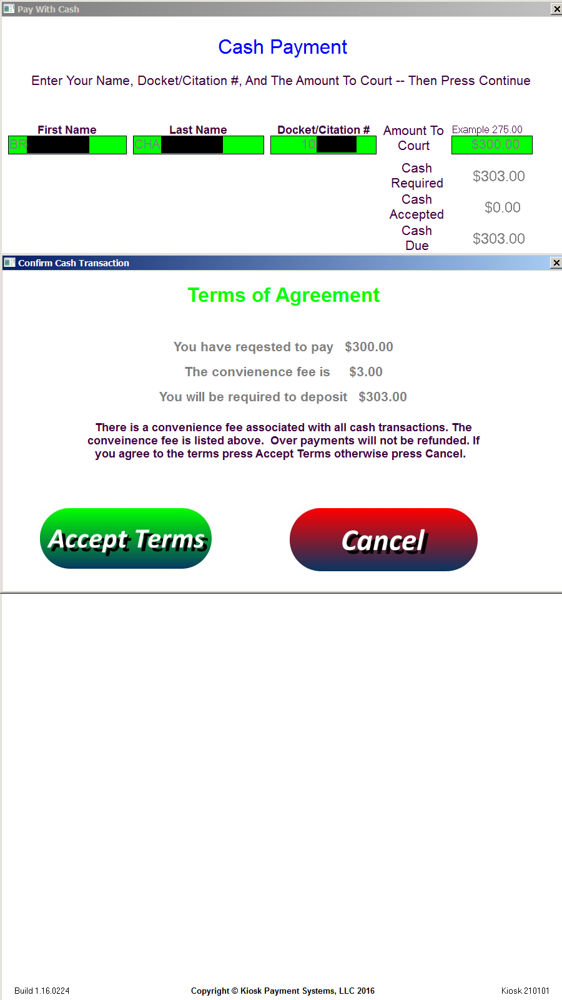 Pay With Cash
Cash Payment
Enter Your Name, Docket/Citation #, And The Amount To Court -- Then Press Continue
First Name
Last Name
Docket/Citation #
Amount To
Court
Example 275.00
BR
CHA
10
$300.00
Cash
Required
$303.00
Cash
Accepted
$0.00
Cash
Due
$303.00
Confirm Cash Transaction
Terms of Agreement
You have reqested to pay $300.00
The convienence fee is $3.00
You will be required to deposit $303.00
There is a convenience fee associated with all cash transactions. The
conveinence fee is listed above. Over payments will not be refunded. If
you agree to the terms press Accept Terms otherwise press Cancel.
Accept Terms
Cancel
Build 1.16.0224
Copyright © Kiosk Payment Systems, LLC 2016
Kiosk 210101